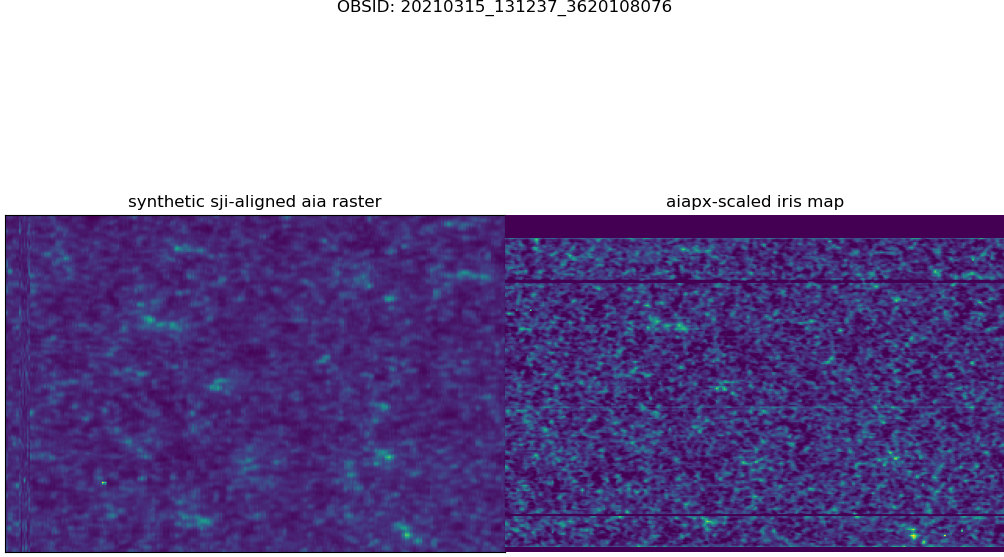 OBSID: 20210315_131237_3620108076
synthetic sji-aligned aia raster
aiapx-scaled iris map